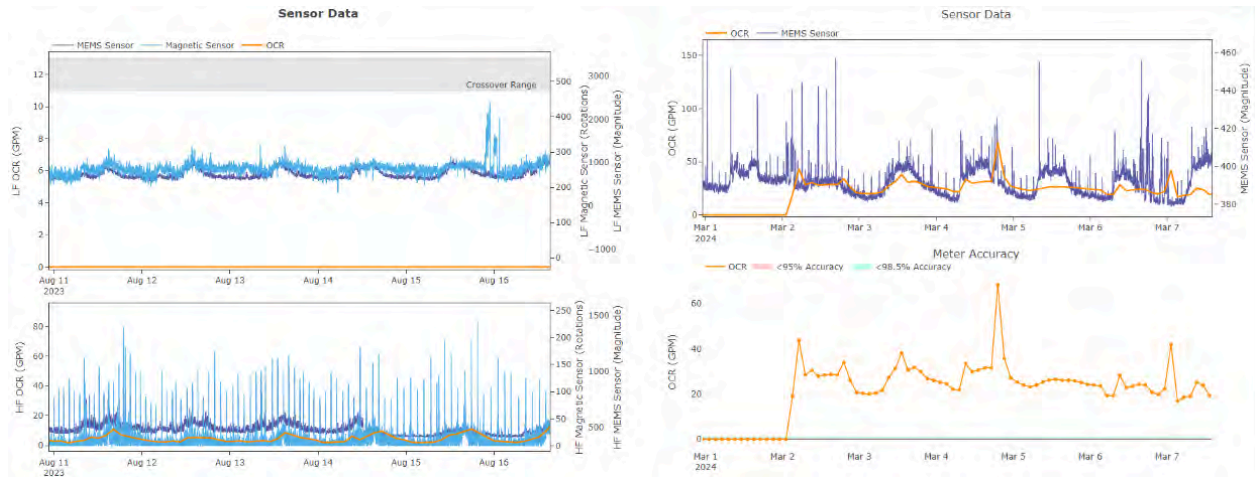 Sensor Data
MEMS Sensor Magnetic Sensor OCR
LF OCR (GPM)
12
10
8
6
4
2
0
Crossover Range
500
400
300
200
100
0
LF Magnetic Sensor (Rotations)
3000
2000
1000
0
−1000
LF MEMS Sensor (Magnitude)
Aug 11 Aug 12 Aug 13 Aug 14 Aug 15 Aug 16
2023
HF OCR (GPM)
80
60
40
20
0
250
200
150
100
50
0
HF Magnetic Sensor (Rotations)
1500
1000
500
HF MEMS Sensor (Magnitude)
Aug 11 Aug 12 Aug 13 Aug 14 Aug 15 Aug 16
2023
Sensor Data
OCR MEMS Sensor
OCR (GPM)
150
100
50
0
460
440
420
400
380
MEMS Sensor (Magnitude)
Mar 1 Mar 2 Mar 3 Mar 4 Mar 5 Mar 6 Mar 7
2024
Meter Accuracy
OCR <95% Accuracy <98.5% Accuracy
OCR (GPM)
60
40
20
0
Mar 1 Mar 2 Mar 3 Mar 4 Mar 5 Mar 6 Mar 7
2024